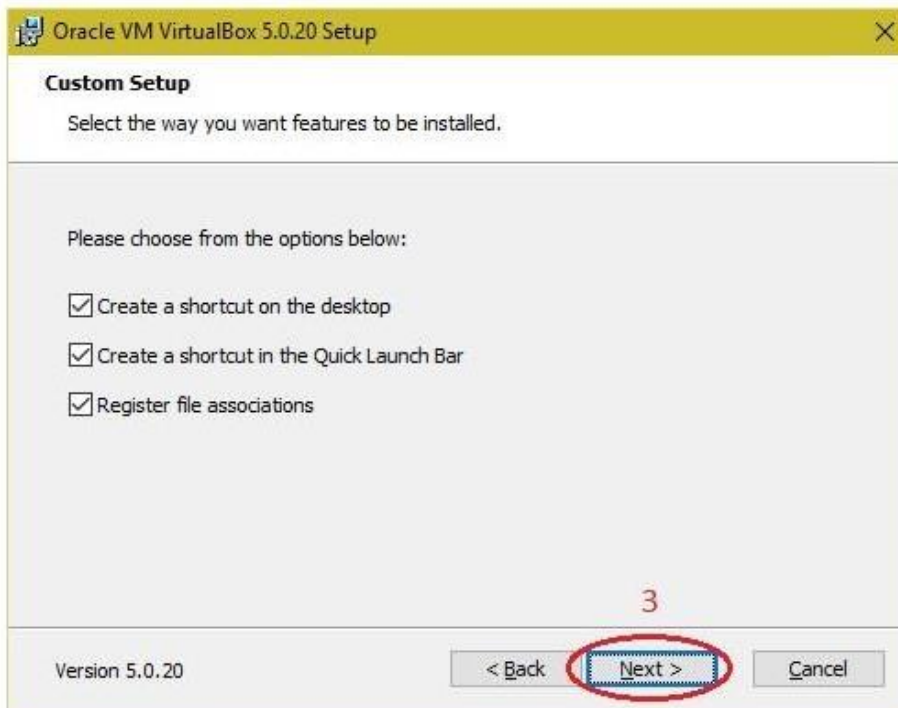 Oracle VM VirtualBox 5.0.20 Setup
Custom Setup
Select the way you want features to be installed.
Please choose from the options below:
Create a shortcut on the desktop
Create a shortcut in the Quick Launch Bar
Register file associations
3
Version 5.0.20
< Back
Next >
Cancel